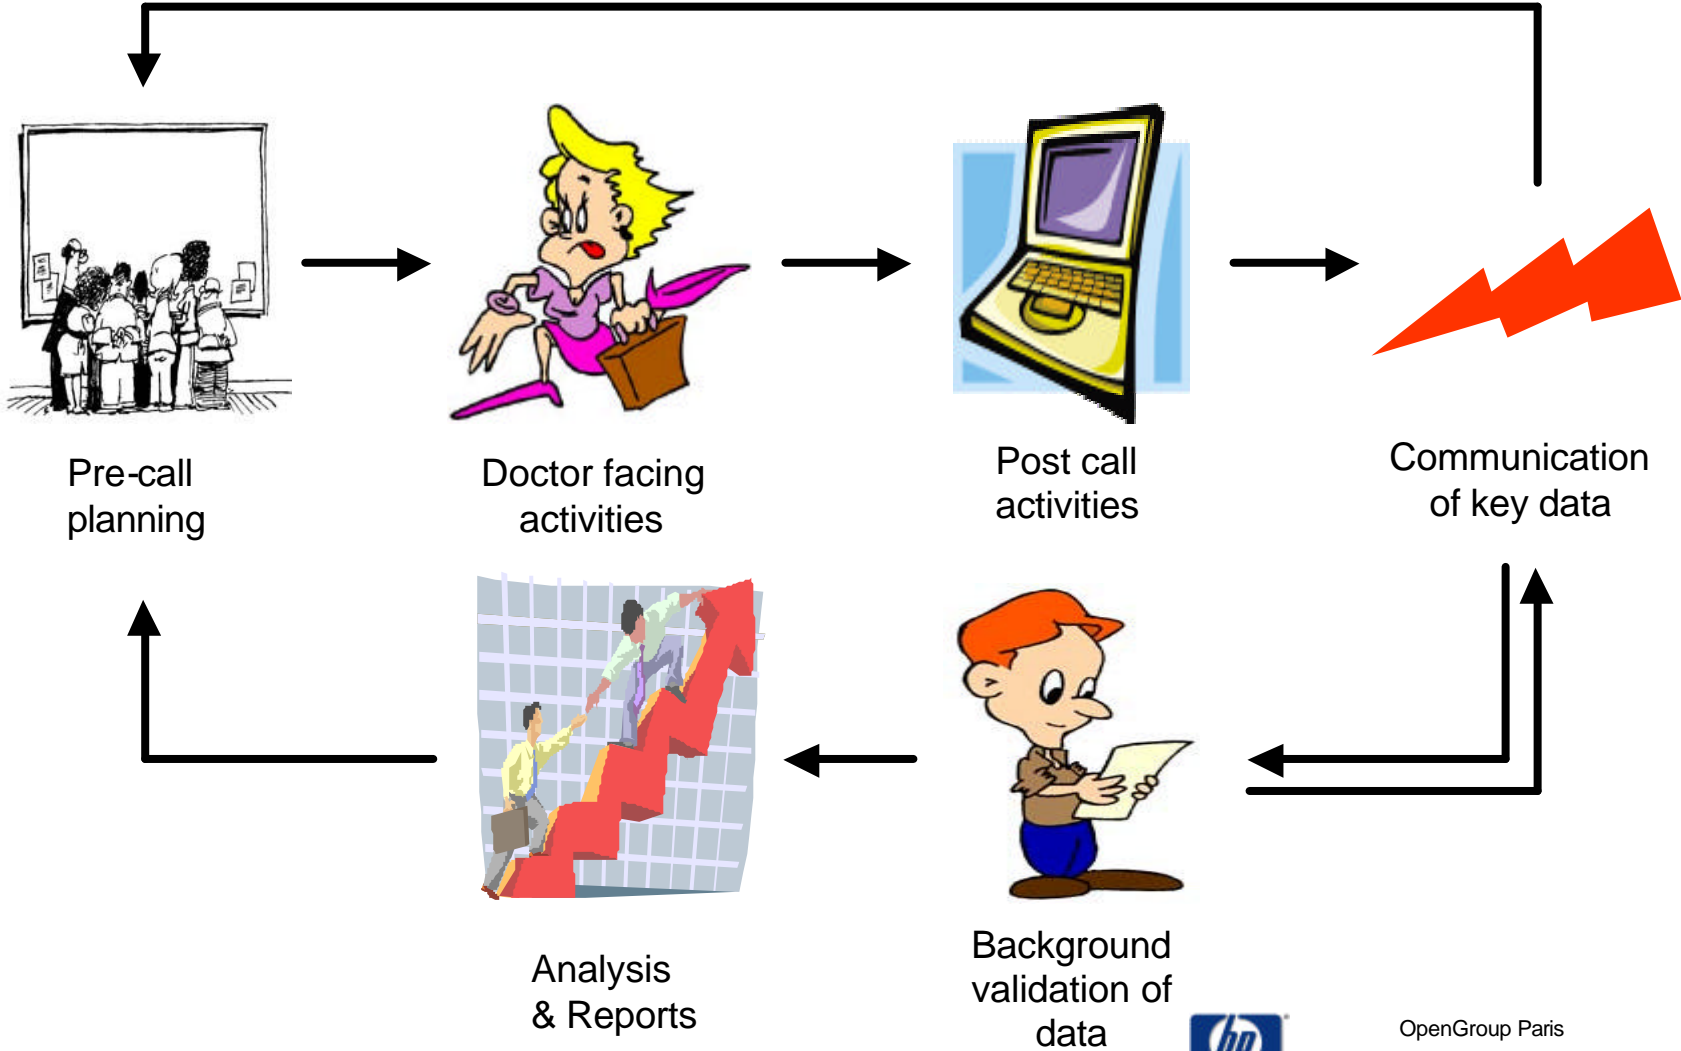 Pre-call
planning
Doctor facing
activities
Post call
activities
Communication
of key data
Analysis
& Reports
Background
validation of
data
hp
OpenGroup Paris